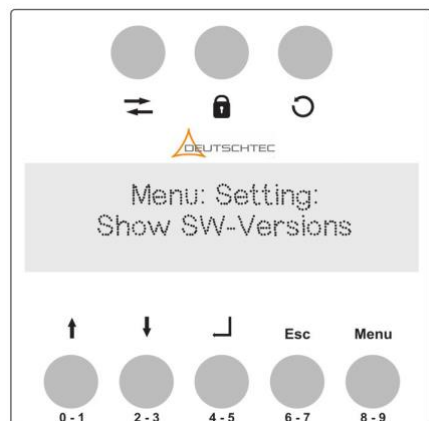 DEUTSCHTEC
Menu: Setting:
Show SW-Versions
Esc Menu
0 - 1 2 - 3 4 - 5 6 - 7 8 - 9